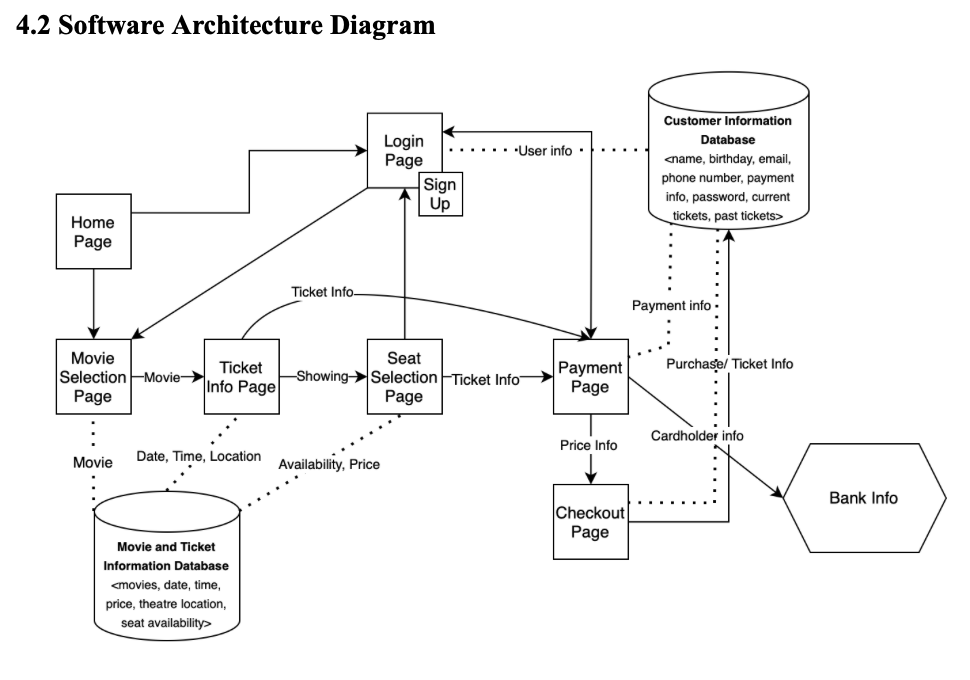 4.2 Software Architecture Diagram
Customer Information
Database
<name, birthday, email,
phone number, payment
info, password, current
tickets, past tickets>
Login
Page
User info
Sign
Up
Home
Page
Ticket Info
Payment info
Movie
Selection
Page
Movie
Ticket
Info Page
Showing
Seat
Selection
Page
Ticket Info
Payment
Page
Purchase/ Ticket Info
Movie
Date, Time, Location
Availability, Price
Price Info
Cardholder info
Bank Info
Checkout
Page
Movie and Ticket
Information Database
<movies, date, time,
price, theatre location,
seat availability>